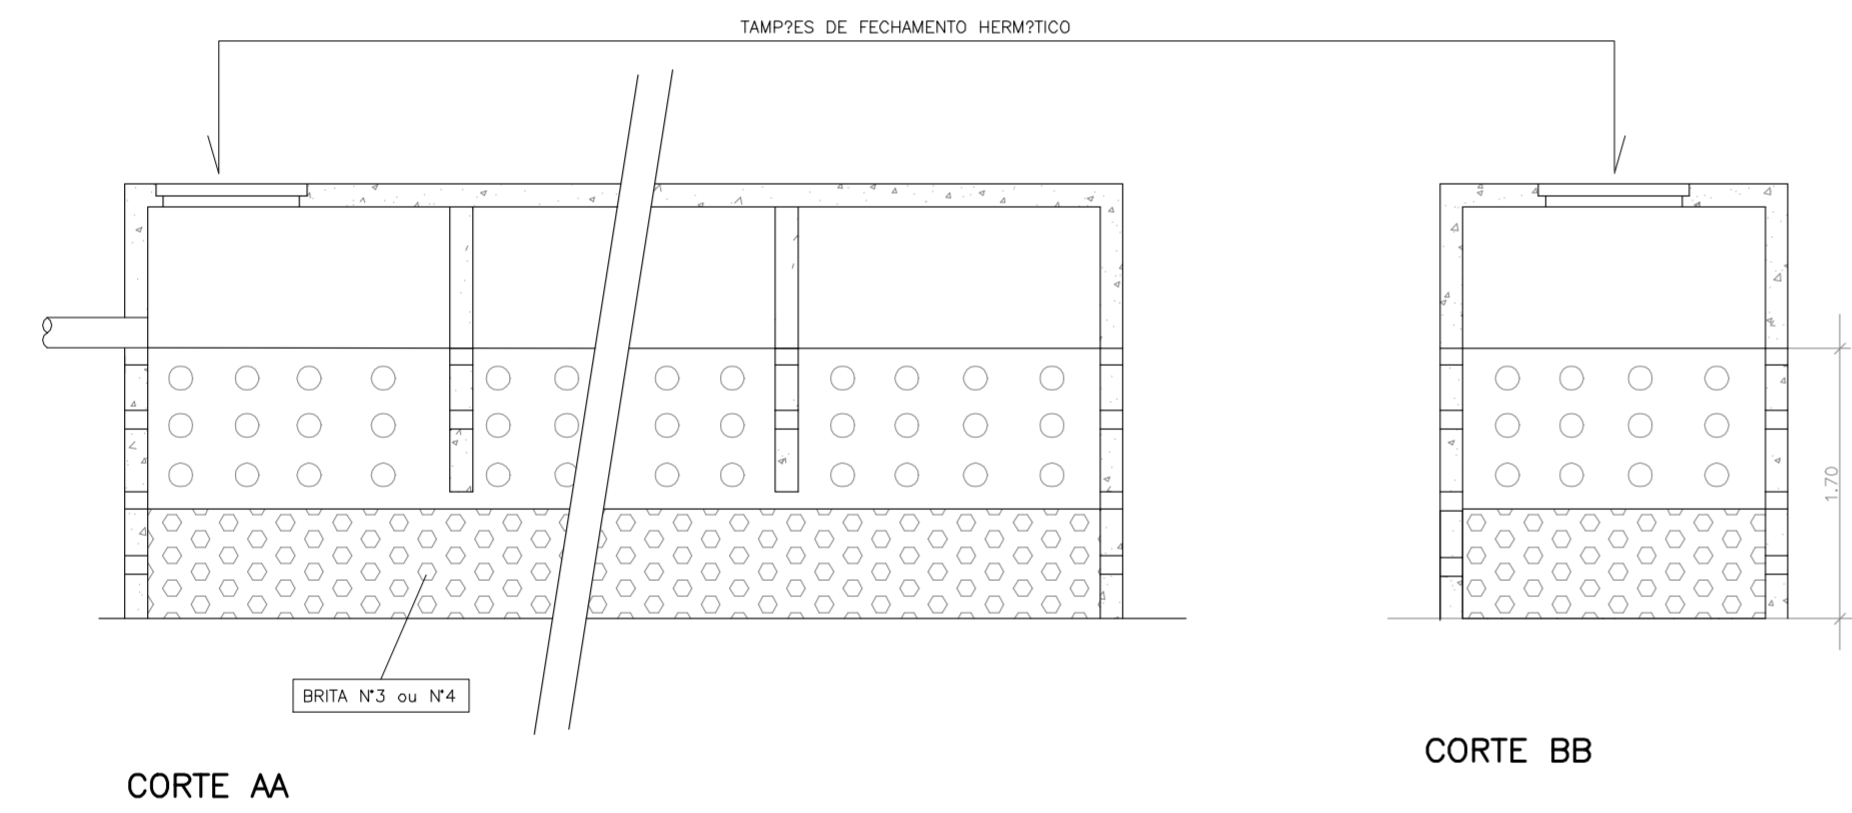 TAMP?ES DE FECHAMENTO HERM?TICO
1.70
BRITA N°3 ou N°4
CORTE BB
CORTE AA